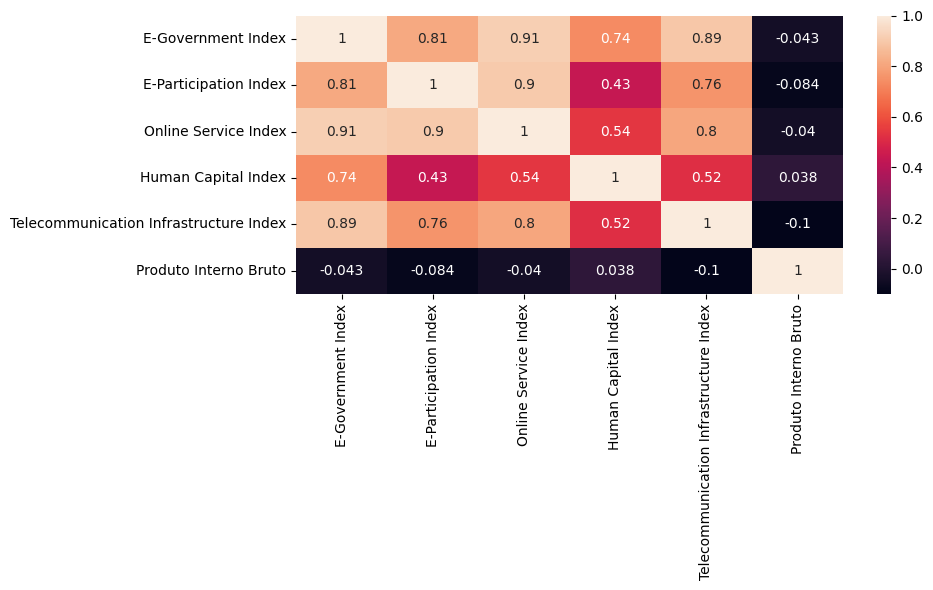 E-Government Index 1 0.81 0.91 0.74 0.89 -0.043
E-Participation Index 0.81 1 0.9 0.43 0.76 -0.084
Online Service Index 0.91 0.9 1 0.54 0.8 -0.04
Human Capital Index 0.74 0.43 0.54 1 0.52 0.038
Telecommunication Infrastructure Index 0.89 0.76 0.8 0.52 1 -0.1
Produto Interno Bruto -0.043 -0.084 -0.04 0.038 -0.1 1
E-Government Index
E-Participation Index
Online Service Index
Human Capital Index
Telecommunication Infrastructure Index
Produto Interno Bruto
1.0
0.8
0.6
0.4
0.2
0.0